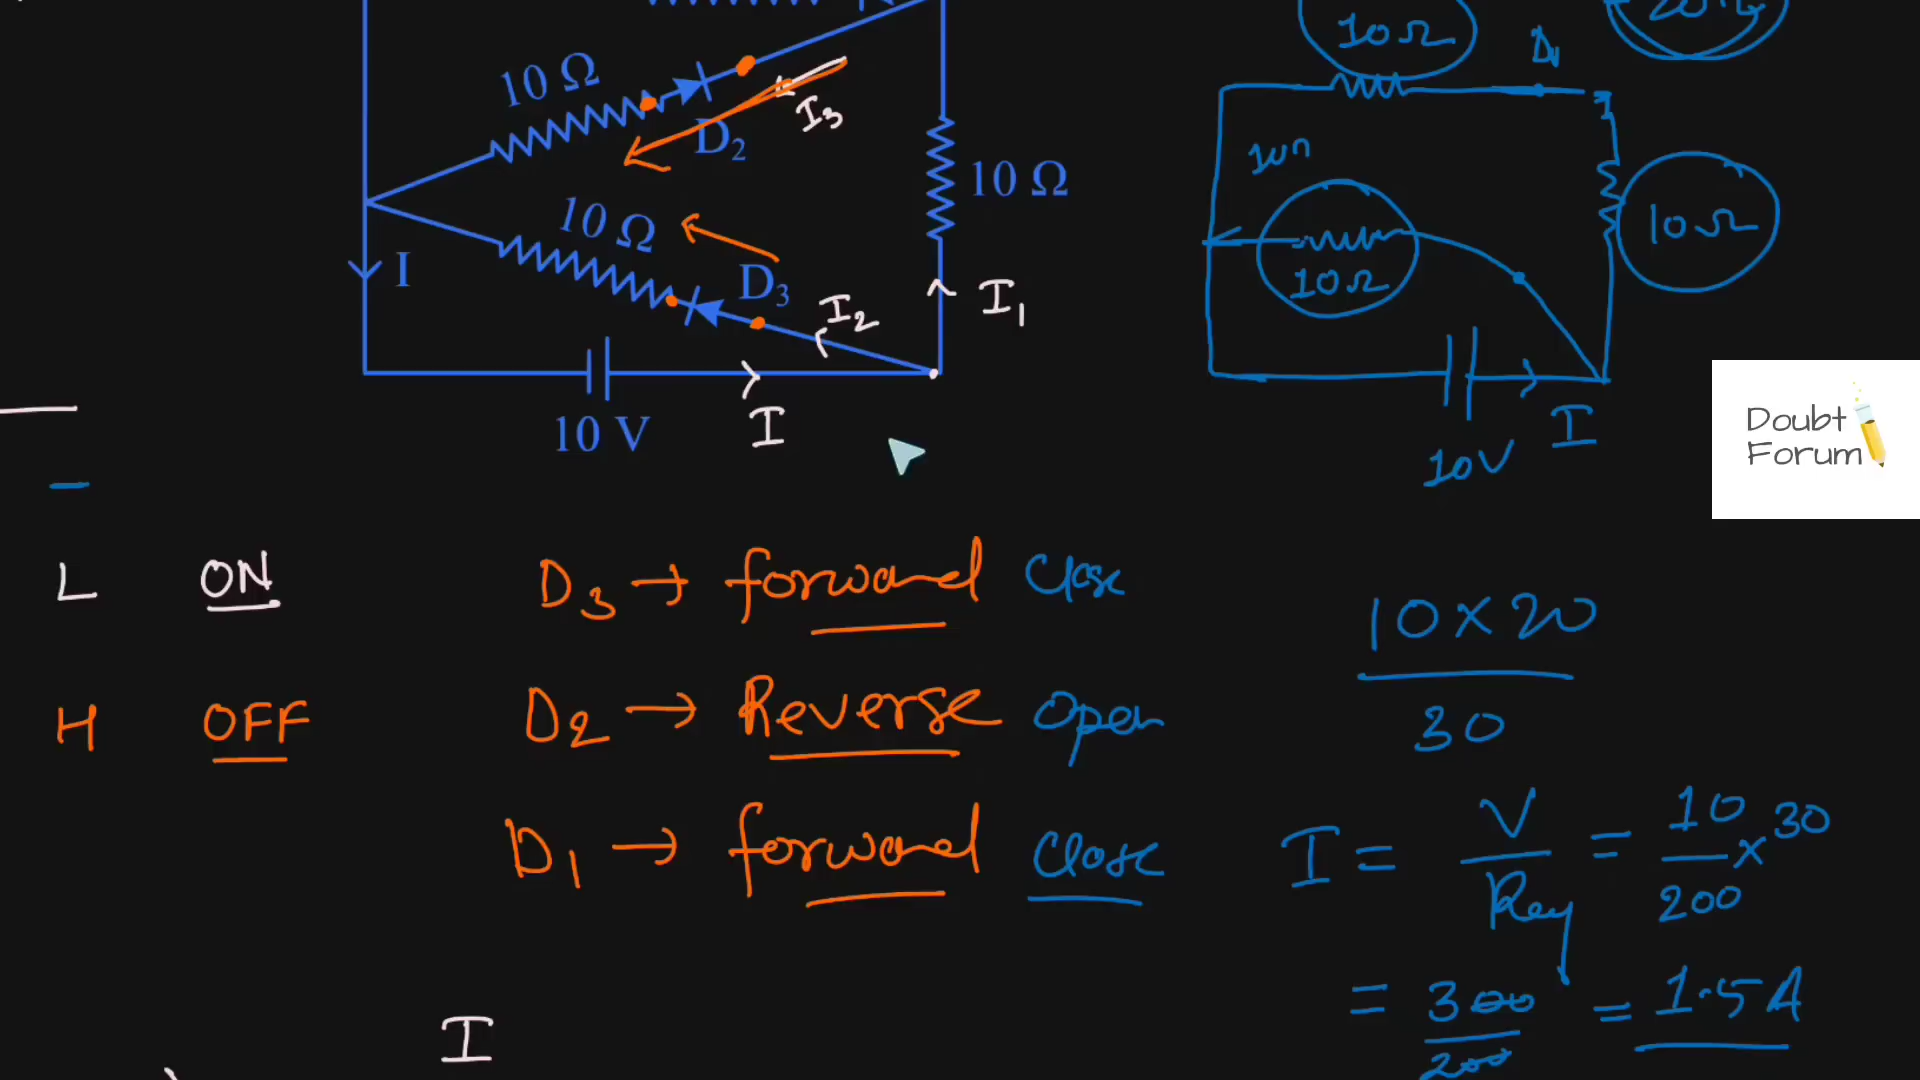 10 Ω
D2
I3
10 Ω
10 Ω
D3
I2
I1
I
10 V
I
10Ω
D1
10Ω
10Ω
10Ω
10V
I
Doubt
Forum
L ON
H OFF
D3 → forward Close
D2 → Reverse Open
D1 → forward Close
10 × 20
30
I = V/Req = 10/200 × 30
= 300/200 = 1.5A
I